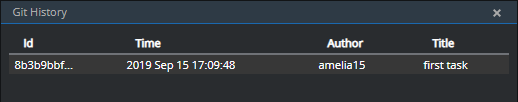 Git History ×
Id Time Author Title
8b3b9bbf... 2019 Sep 15 17:09:48 amelia15 first task